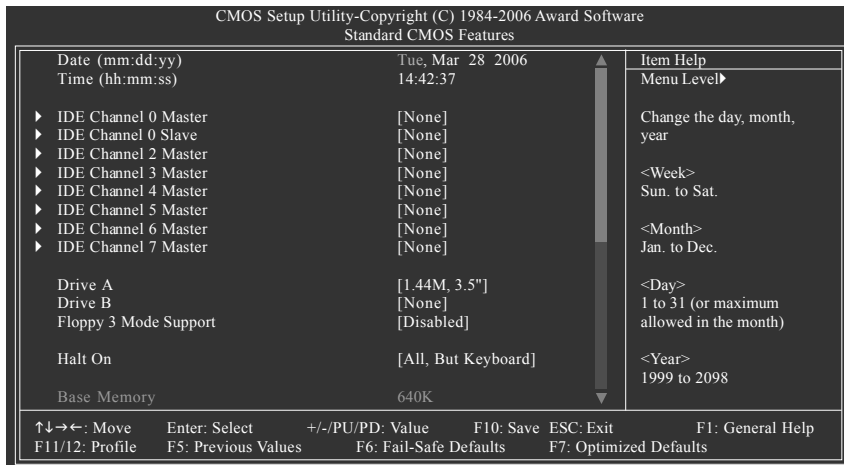 CMOS Setup Utility-Copyright (C) 1984-2006 Award Software
Standard CMOS Features
Date (mm:dd:yy) Tue, Mar 28 2006
Time (hh:mm:ss) 14:42:37
IDE Channel 0 Master [None]
IDE Channel 0 Slave [None]
IDE Channel 2 Master [None]
IDE Channel 3 Master [None]
IDE Channel 4 Master [None]
IDE Channel 5 Master [None]
IDE Channel 6 Master [None]
IDE Channel 7 Master [None]
Drive A [1.44M, 3.5"]
Drive B [None]
Floppy 3 Mode Support [Disabled]
Halt On [All, But Keyboard]
Base Memory 640K
Item Help
Menu Level▶
Change the day, month,
year
<Week>
Sun. to Sat.
<Month>
Jan. to Dec.
<Day>
1 to 31 (or maximum
allowed in the month)
<Year>
1999 to 2098
↑↓→←: Move Enter: Select +/-/PU/PD: Value F10: Save ESC: Exit F1: General Help
F11/12: Profile F5: Previous Values F6: Fail-Safe Defaults F7: Optimized Defaults